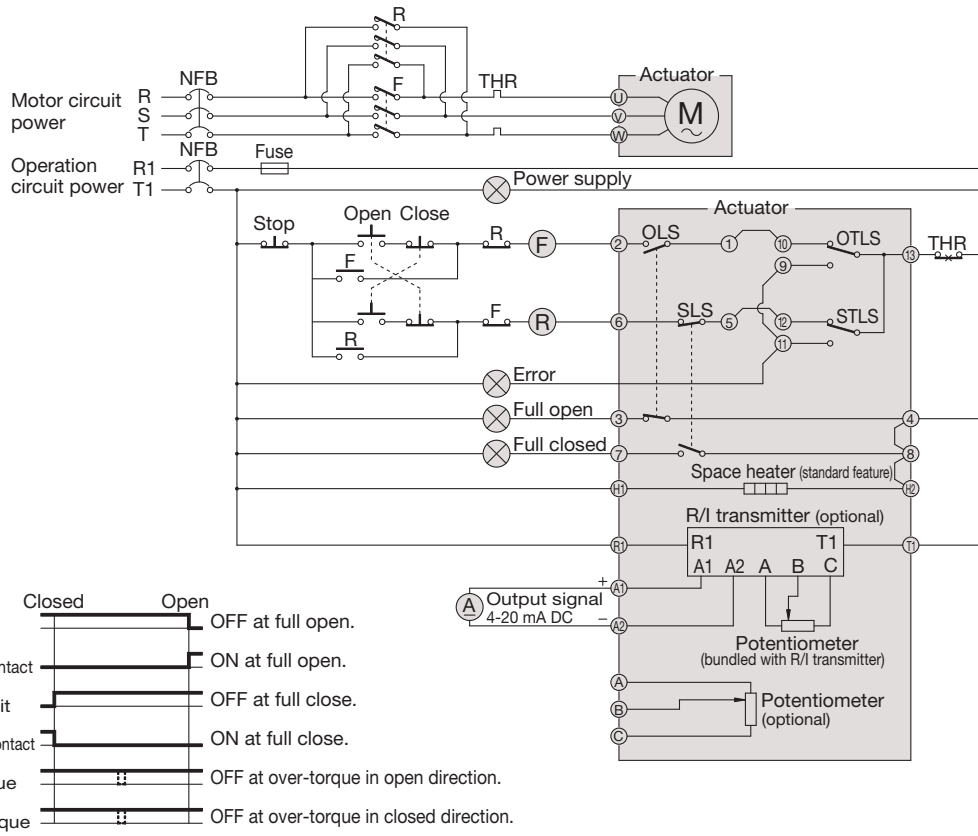 R
NFB
F
THR
Actuator
Motor circuit
power
R
S
T
U
V
W
M
NFB
Operation
circuit power
R1
T1
Fuse
Power supply
Actuator
Stop
Open
Close
R
F
2
OLS
1
10
OTLS
13
THR
F
9
F
R
6
SLS
5
12
STLS
R
11
Error
Full open
3
4
Full closed
7
8
Space heater (standard feature)
H1
H2
R/I transmitter (optional)
R1
R1
T1
T1
A1
A2
A
B
C
A
Output signal
4-20 mA DC
+
A1
−
A2
Potentiometer
(bundled with R/I transmitter)
A
B
C
Potentiometer
(optional)
Closed
Open
OFF at full open.
ON at full open.
OFF at full close.
ON at full close.
OFF at over-torque in open direction.
OFF at over-torque in closed direction.